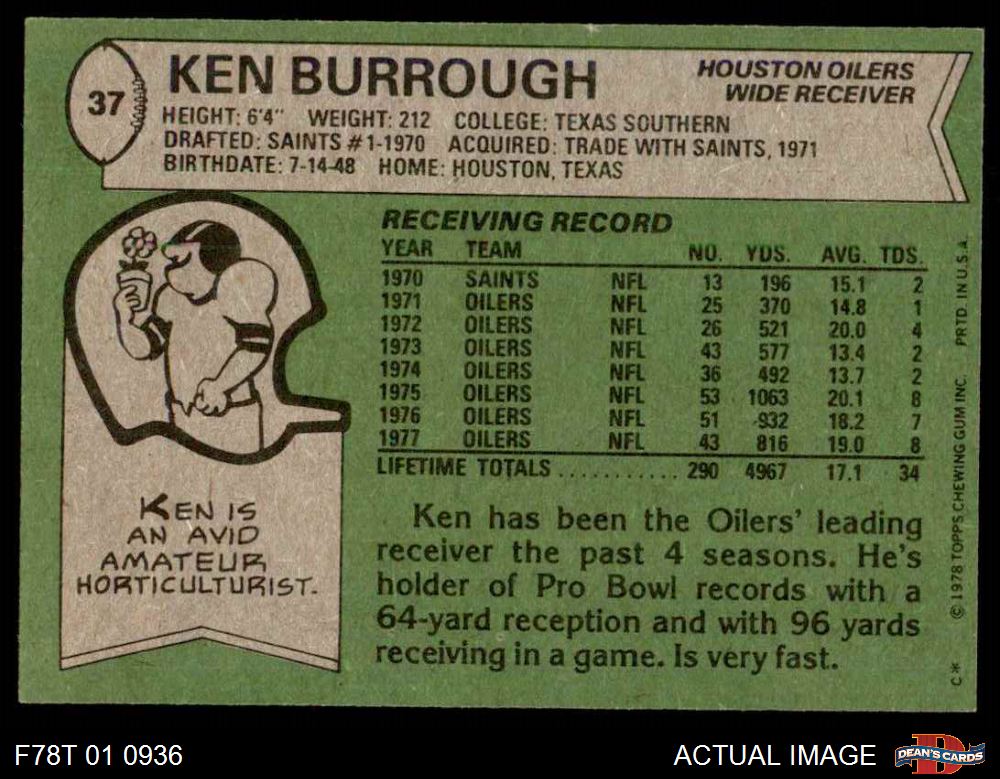 37
KEN BURROUGH
HOUSTON OILERS
WIDE RECEIVER
HEIGHT: 6'4" WEIGHT: 212 COLLEGE: TEXAS SOUTHERN
DRAFTED: SAINTS #1-1970 ACQUIRED: TRADE WITH SAINTS, 1971
BIRTHDATE: 7-14-48 HOME: HOUSTON, TEXAS
RECEIVING RECORD
YEAR TEAM NO. YDS. AVG. TDS.
1970 SAINTS NFL 13 196 15.1 2
1971 OILERS NFL 25 370 14.8 1
1972 OILERS NFL 26 521 20.0 4
1973 OILERS NFL 43 577 13.4 2
1974 OILERS NFL 36 492 13.7 2
1975 OILERS NFL 53 1063 20.1 8
1976 OILERS NFL 51 932 18.2 7
1977 OILERS NFL 43 816 19.0 8
LIFETIME TOTALS ........... 290 4967 17.1 34
KEN IS
AN AVID
AMATEUR
HORTICULTURIST.
Ken has been the Oilers' leading
receiver the past 4 seasons. He's
holder of Pro Bowl records with a
64-yard reception and with 96 yards
receiving in a game. Is very fast.
C* © 1978 TOPPS CHEWING GUM INC. PRTD. IN U.S.A.
F78T 01 0936
ACTUAL IMAGE
DEAN'S CARDS